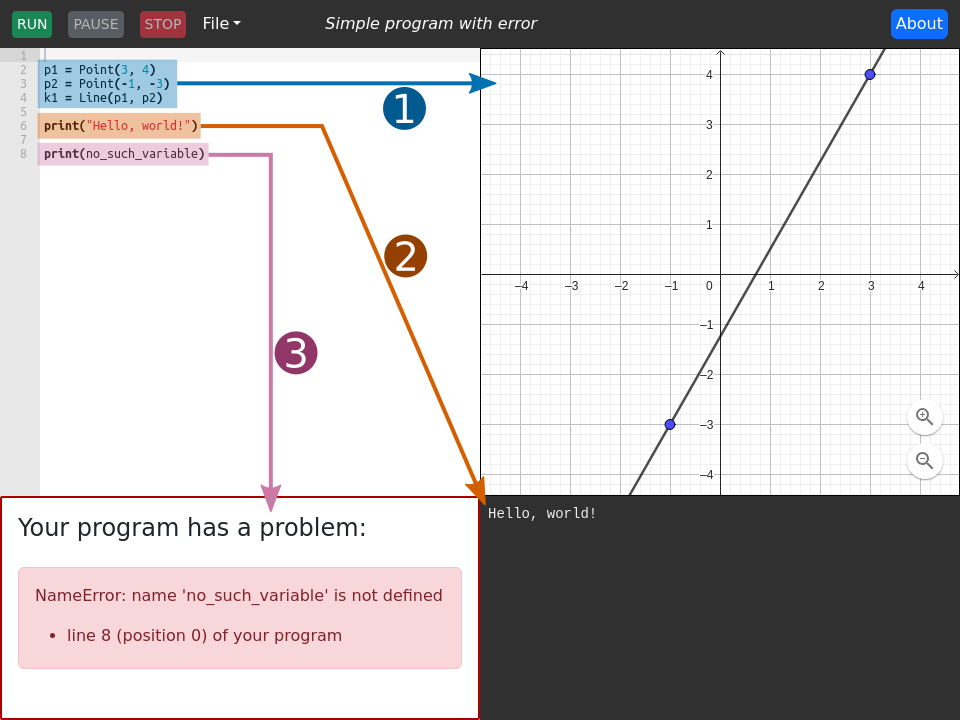 RUN PAUSE STOP File Simple program with error About
1
2 p1 = Point(3, 4)
3 p2 = Point(-1, -3)
4 k1 = Line(p1, p2)
5
6 print("Hello, world!")
7
8 print(no_such_variable)
1
2
3
4
3
2
1
–4 –3 –2 –1 0 1 2 3 4
–1
–2
–3
–4
Your program has a problem:
NameError: name 'no_such_variable' is not defined
• line 8 (position 0) of your program
Hello, world!